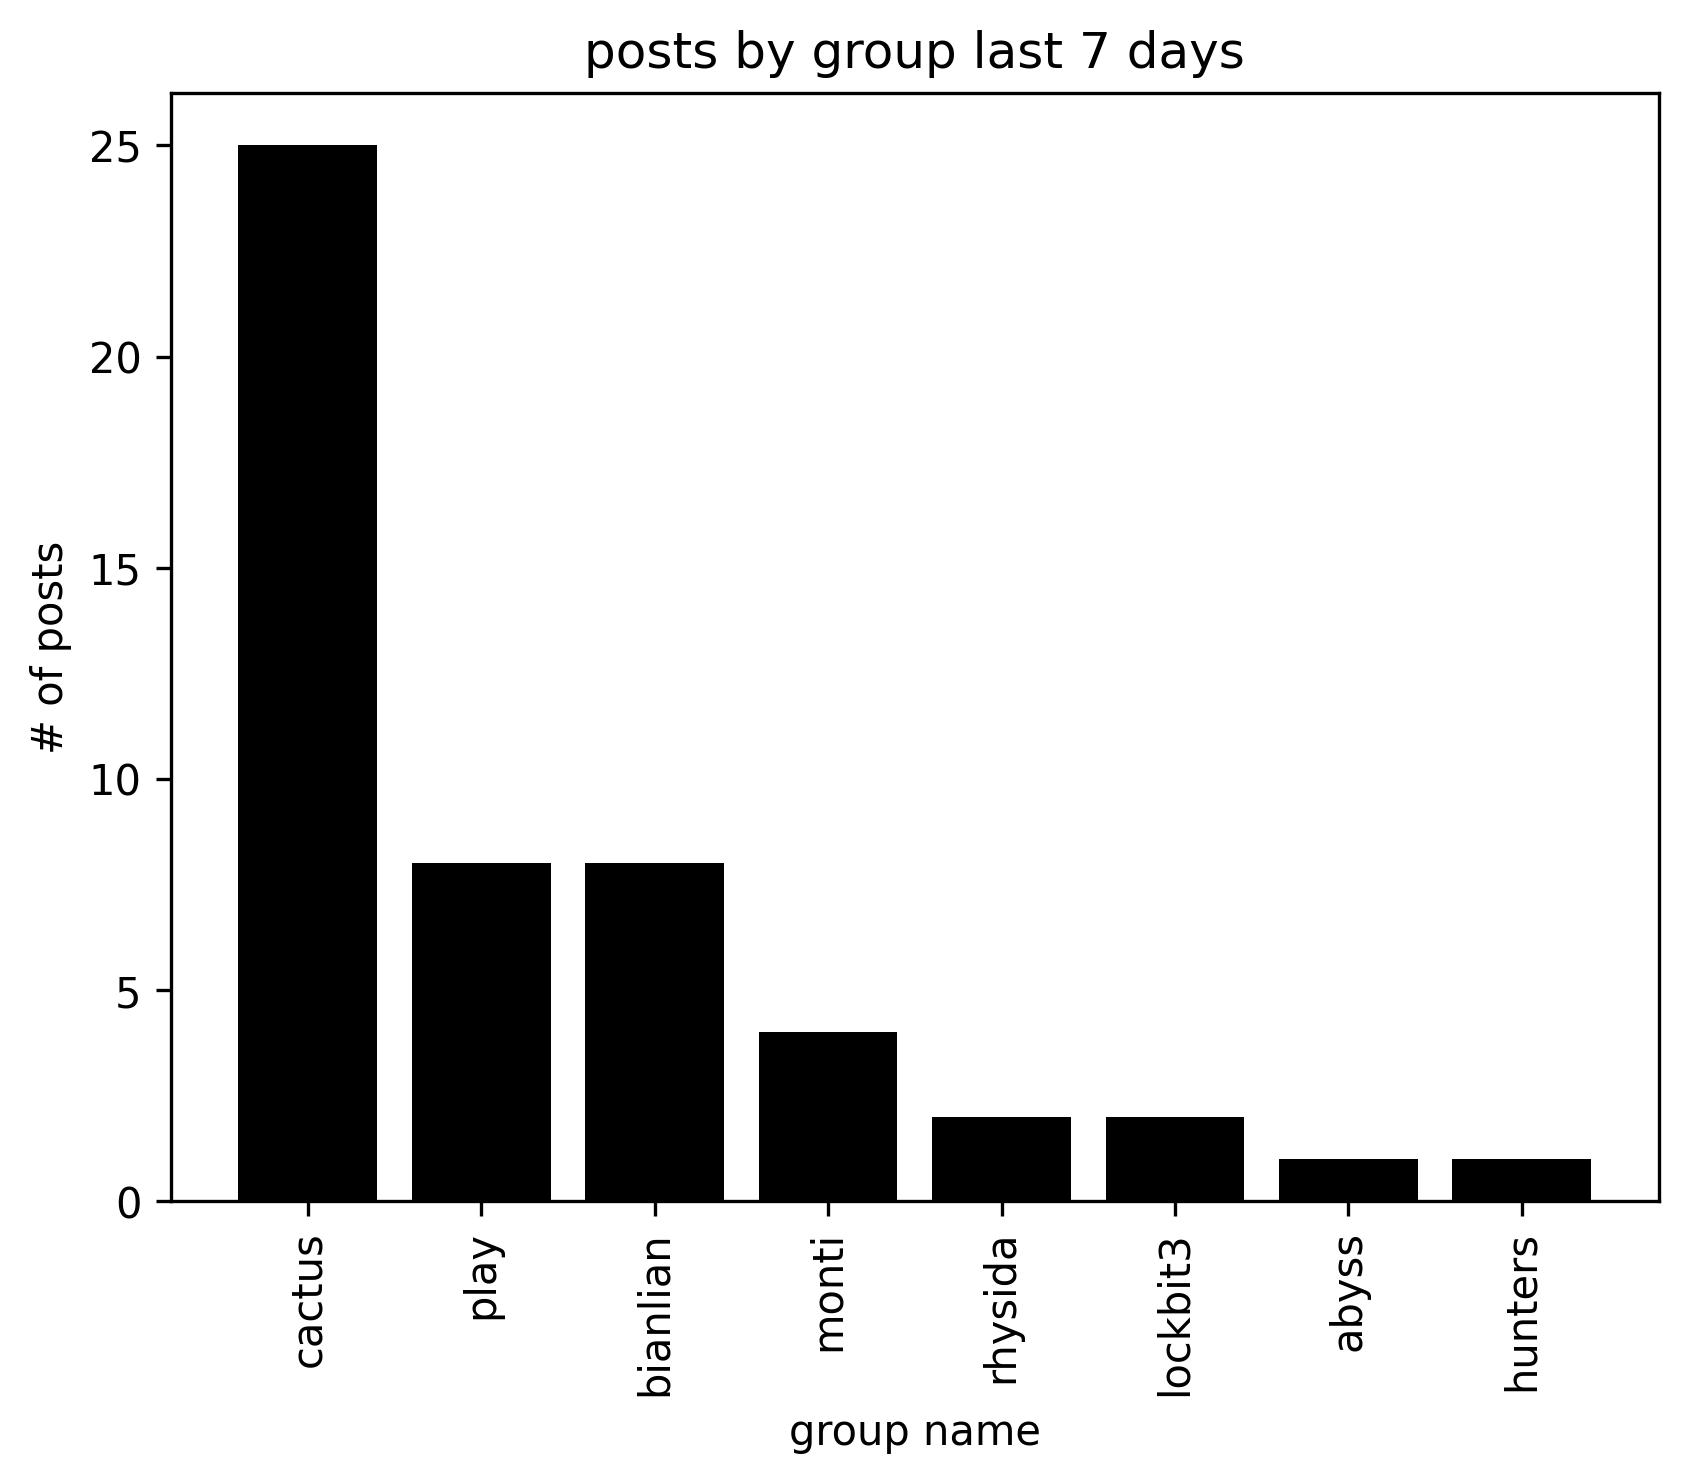 posts by group last 7 days
# of posts
25
20
15
10
5
0
cactus
play
bianlian
monti
rhysida
lockbit3
abyss
hunters
group name